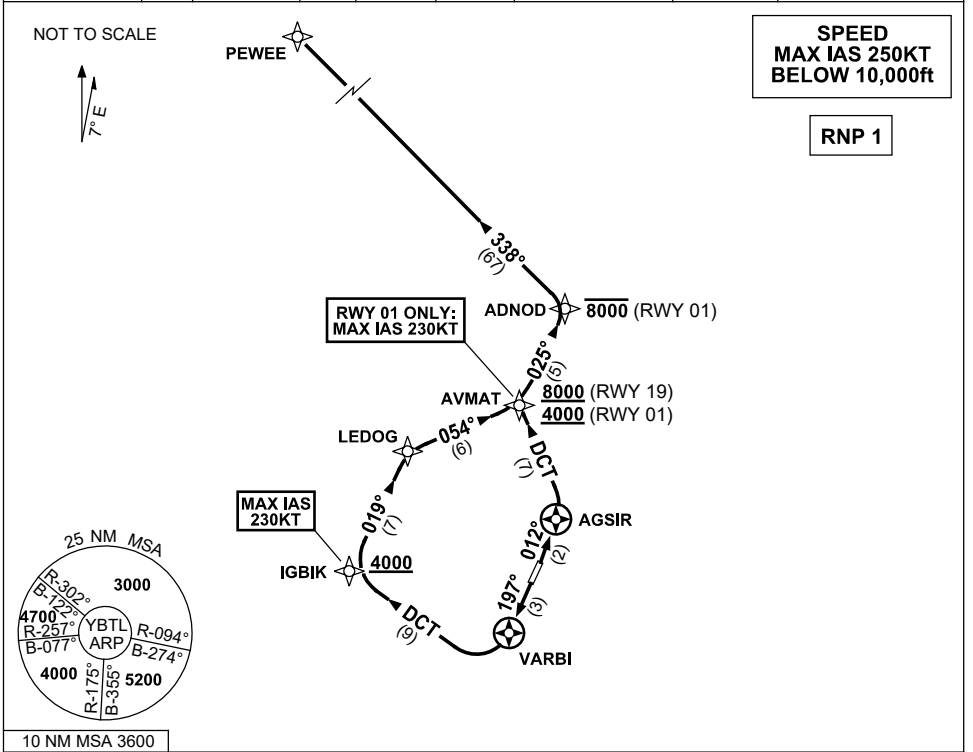 NOT TO SCALE
7° E
PEWEE
SPEED
MAX IAS 250KT
BELOW 10,000ft
RNP 1
338°
(67)
ADNOD
8000 (RWY 01)
RWY 01 ONLY:
MAX IAS 230KT
025°
(5)
AVMAT
8000 (RWY 19)
4000 (RWY 01)
LEDOG
054°
(6)
DCT
(7)
MAX IAS
230KT
019°
(7)
AGSIR
012°
(2)
IGBIK
4000
197°
(3)
DCT
(9)
VARBI
25 NM MSA
R-302°
B-122°
3000
4700
R-257°
B-077°
YBTL
ARP
R-094°
B-274°
4000
R-175°
B-355°
5200
10 NM MSA 3600